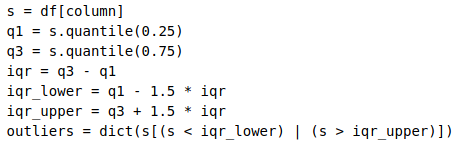 s = df[column]
q1 = s.quantile(0.25)
q3 = s.quantile(0.75)
iqr = q3 - q1
iqr_lower = q1 - 1.5 * iqr
iqr_upper = q3 + 1.5 * iqr
outliers = dict(s[(s < iqr_lower) | (s > iqr_upper)])